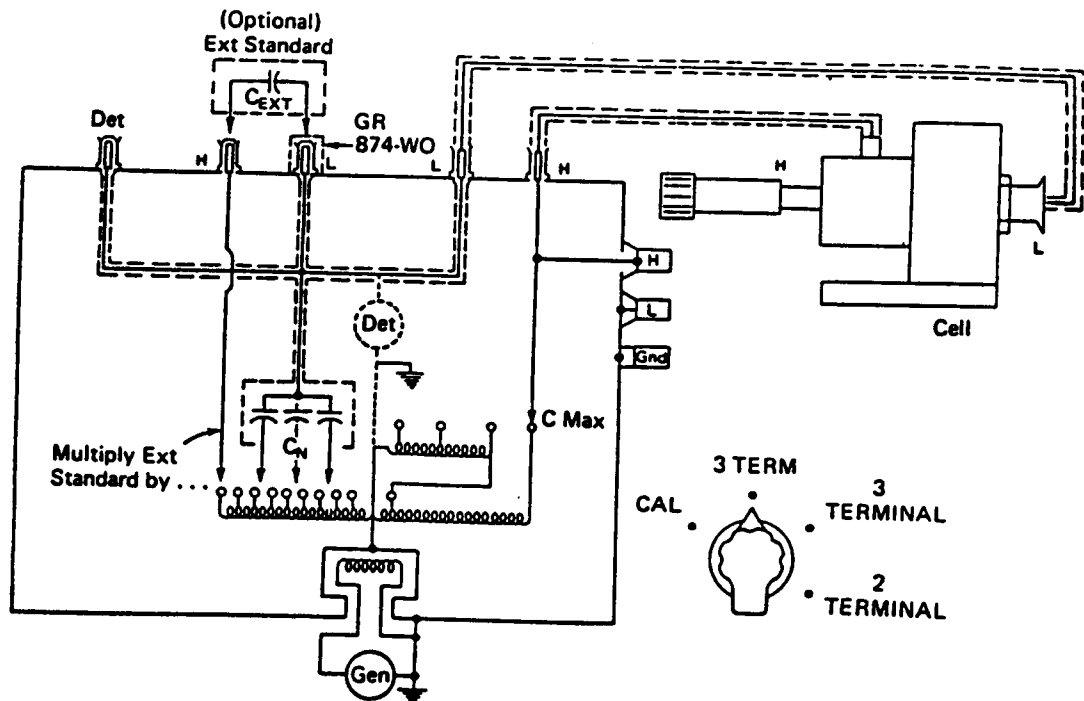 (Optional)
Ext Standard
C_EXT
Det
GR
874-WO
H
L
L
H
H
L
H
L
Gnd
Cell
Det
C Max
C_N
Multiply Ext
Standard by . . .
Gen
3 TERM
CAL
3
TERMINAL
2
TERMINAL